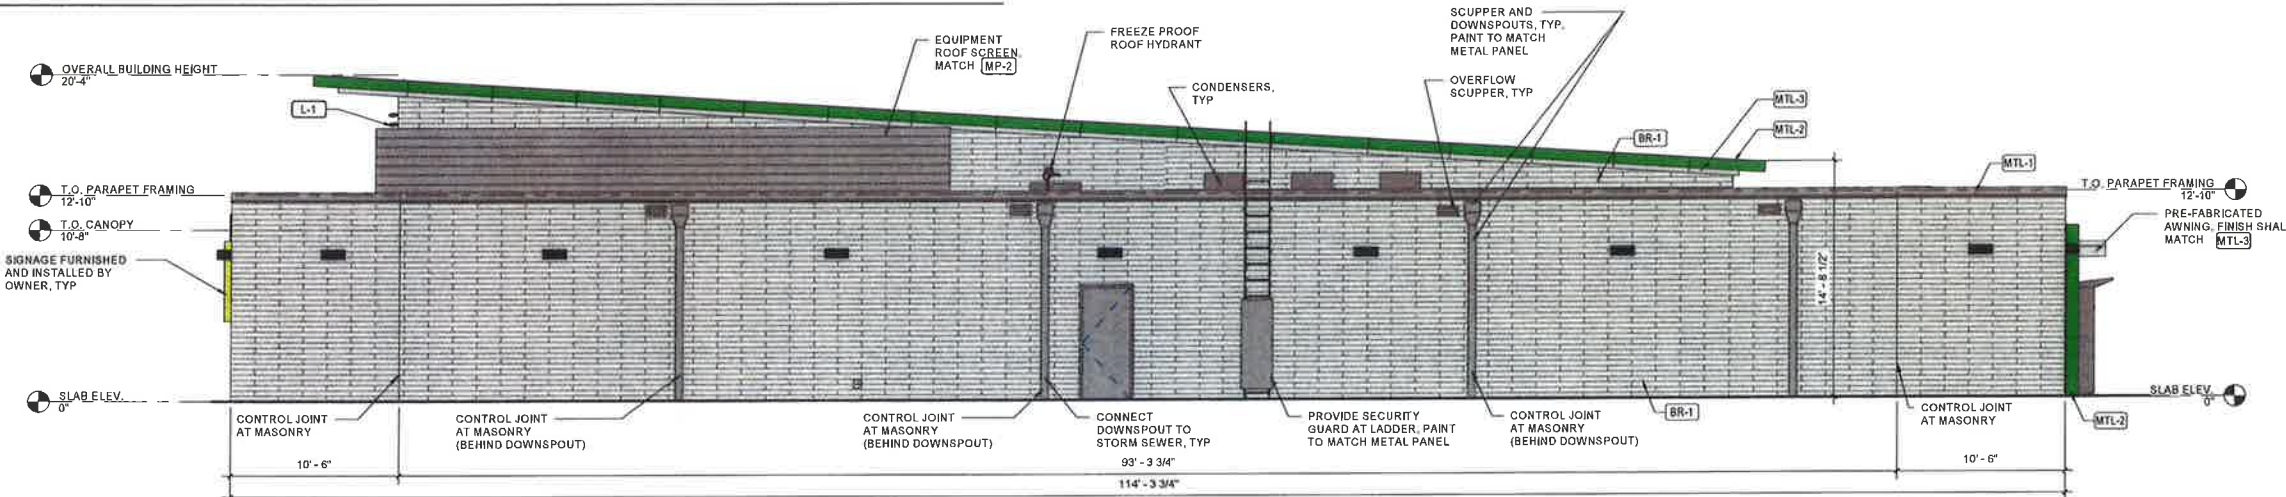 SCUPPER AND
DOWNSPOUTS, TYP,
PAINT TO MATCH
METAL PANEL
EQUIPMENT
ROOF SCREEN,
MATCH MP-2
FREEZE PROOF
ROOF HYDRANT
OVERALL BUILDING HEIGHT
20'-4"
CONDENSERS,
TYP
OVERFLOW
SCUPPER, TYP
L-1
MTL-3
MTL-2
BR-1
MTL-1
T.O. PARAPET FRAMING
12'-10"
T.O. PARAPET FRAMING
12'-10"
T.O. CANOPY
10'-8"
PRE-FABRICATED
AWNING, FINISH SHAL
MATCH MTL-3
SIGNAGE FURNISHED
AND INSTALLED BY
OWNER, TYP
14' - 8 1/2"
SLAB ELEV.
0"
SLAB ELEV.
0"
CONTROL JOINT
AT MASONRY
CONTROL JOINT
AT MASONRY
(BEHIND DOWNSPOUT)
CONTROL JOINT
AT MASONRY
(BEHIND DOWNSPOUT)
CONNECT
DOWNSPOUT TO
STORM SEWER, TYP
PROVIDE SECURITY
GUARD AT LADDER, PAINT
TO MATCH METAL PANEL
CONTROL JOINT
AT MASONRY
(BEHIND DOWNSPOUT)
BR-1
CONTROL JOINT
AT MASONRY
MTL-2
10' - 6"
93' - 3 3/4"
10' - 6"
114' - 3 3/4"